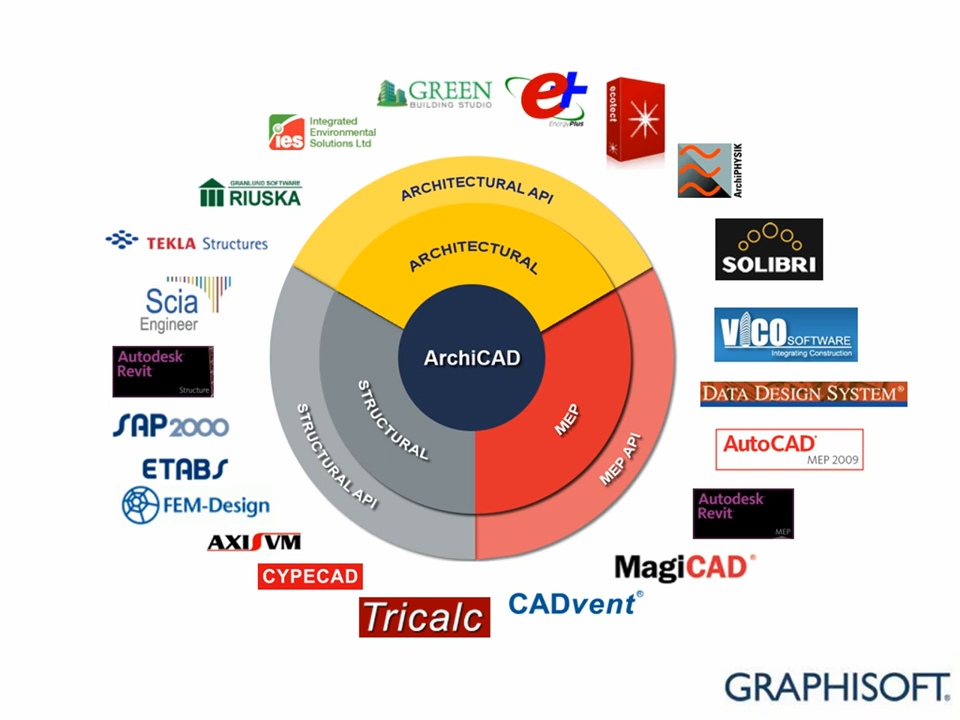 GREEN
BUILDING STUDIO
e+
EnergyPlus
ecotect
ies
Integrated
Environmental
Solutions Ltd
ArchiPHYSIK
GRANLUND SOFTWARE
RIUSKA
TEKLA Structures
Scia
Engineer
Autodesk®
Revit®
Structure
SAP2000
ETABS
FEM-Design
AXISVM
CYPECAD
Tricalc
CADvent®
MagiCAD®
Autodesk®
Revit®
MEP
AutoCAD®
MEP 2009
DATA DESIGN SYSTEM®
VICO SOFTWARE
Integrating Construction
SOLIBRI
ARCHITECTURAL API
ARCHITECTURAL
ArchiCAD
STRUCTURAL
STRUCTURAL API
MEP
MEP API
GRAPHISOFT®